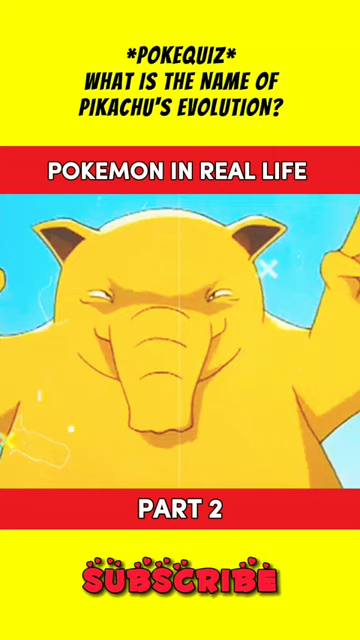 *POKEQUIZ*
WHAT IS THE NAME OF
PIKACHU'S EVOLUTION?
POKEMON IN REAL LIFE
PART 2
SUBSCRIBE